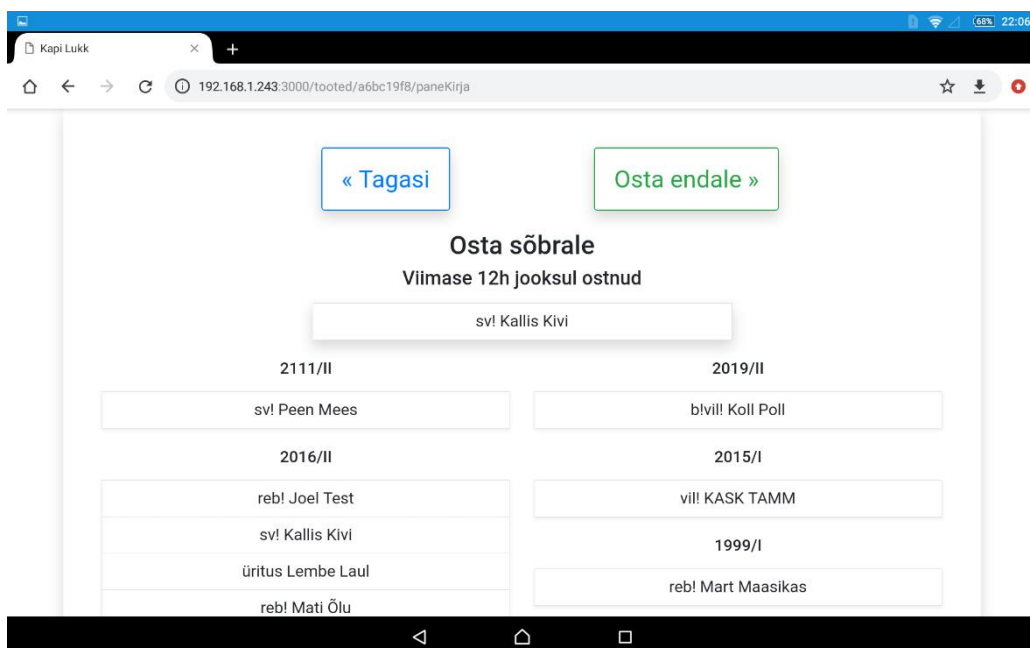 68% 22:06
Kapi Lukk
192.168.1.243:3000/tooted/a6bc19f8/paneKirja
« Tagasi
Osta endale »
Osta sõbrale
Viimase 12h jooksul ostnud
sv! Kallis Kivi
2111/II
sv! Peen Mees
2016/II
reb! Joel Test
sv! Kallis Kivi
üritus Lembe Laul
reb! Mati Õlu
2019/II
b!vil! Koll Poll
2015/I
vil! KASK TAMM
1999/I
reb! Mart Maasikas